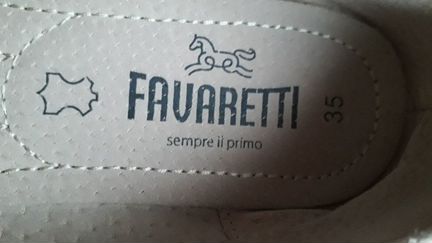 FAVARETTI
sempre il primo
35